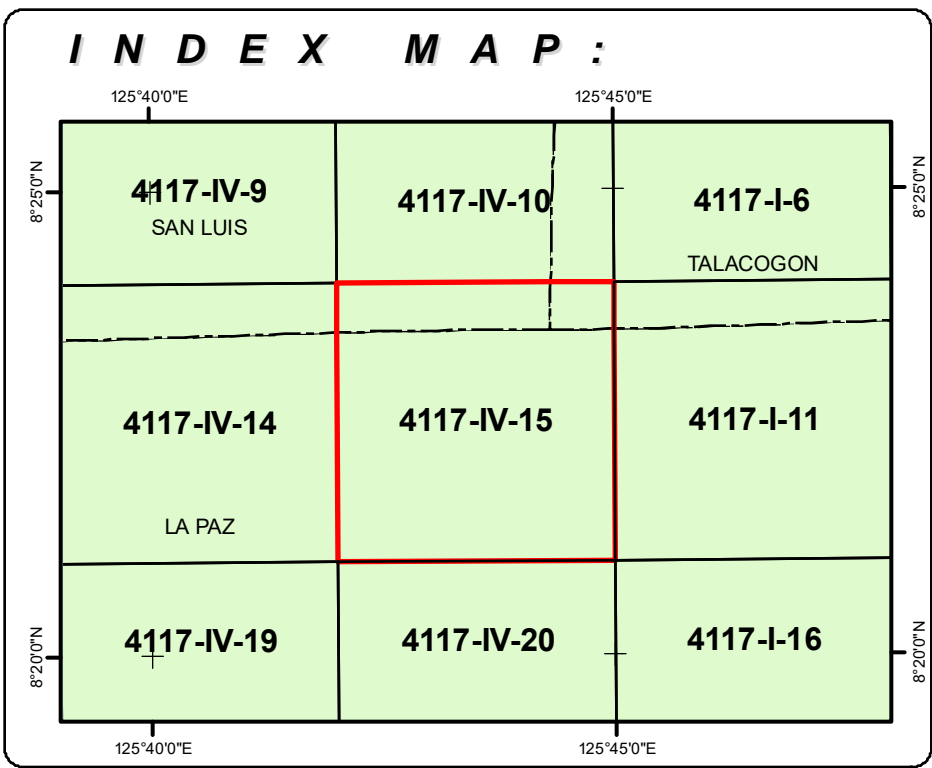 INDEX MAP:
125°40'0"E 125°45'0"E
8°25'0"N 8°25'0"N
4117-IV-9 4117-IV-10 4117-I-6
SAN LUIS
TALACOGON
4117-IV-14 4117-IV-15 4117-I-11
LA PAZ
4117-IV-19 4117-IV-20 4117-I-16
8°20'0"N 8°20'0"N
125°40'0"E 125°45'0"E